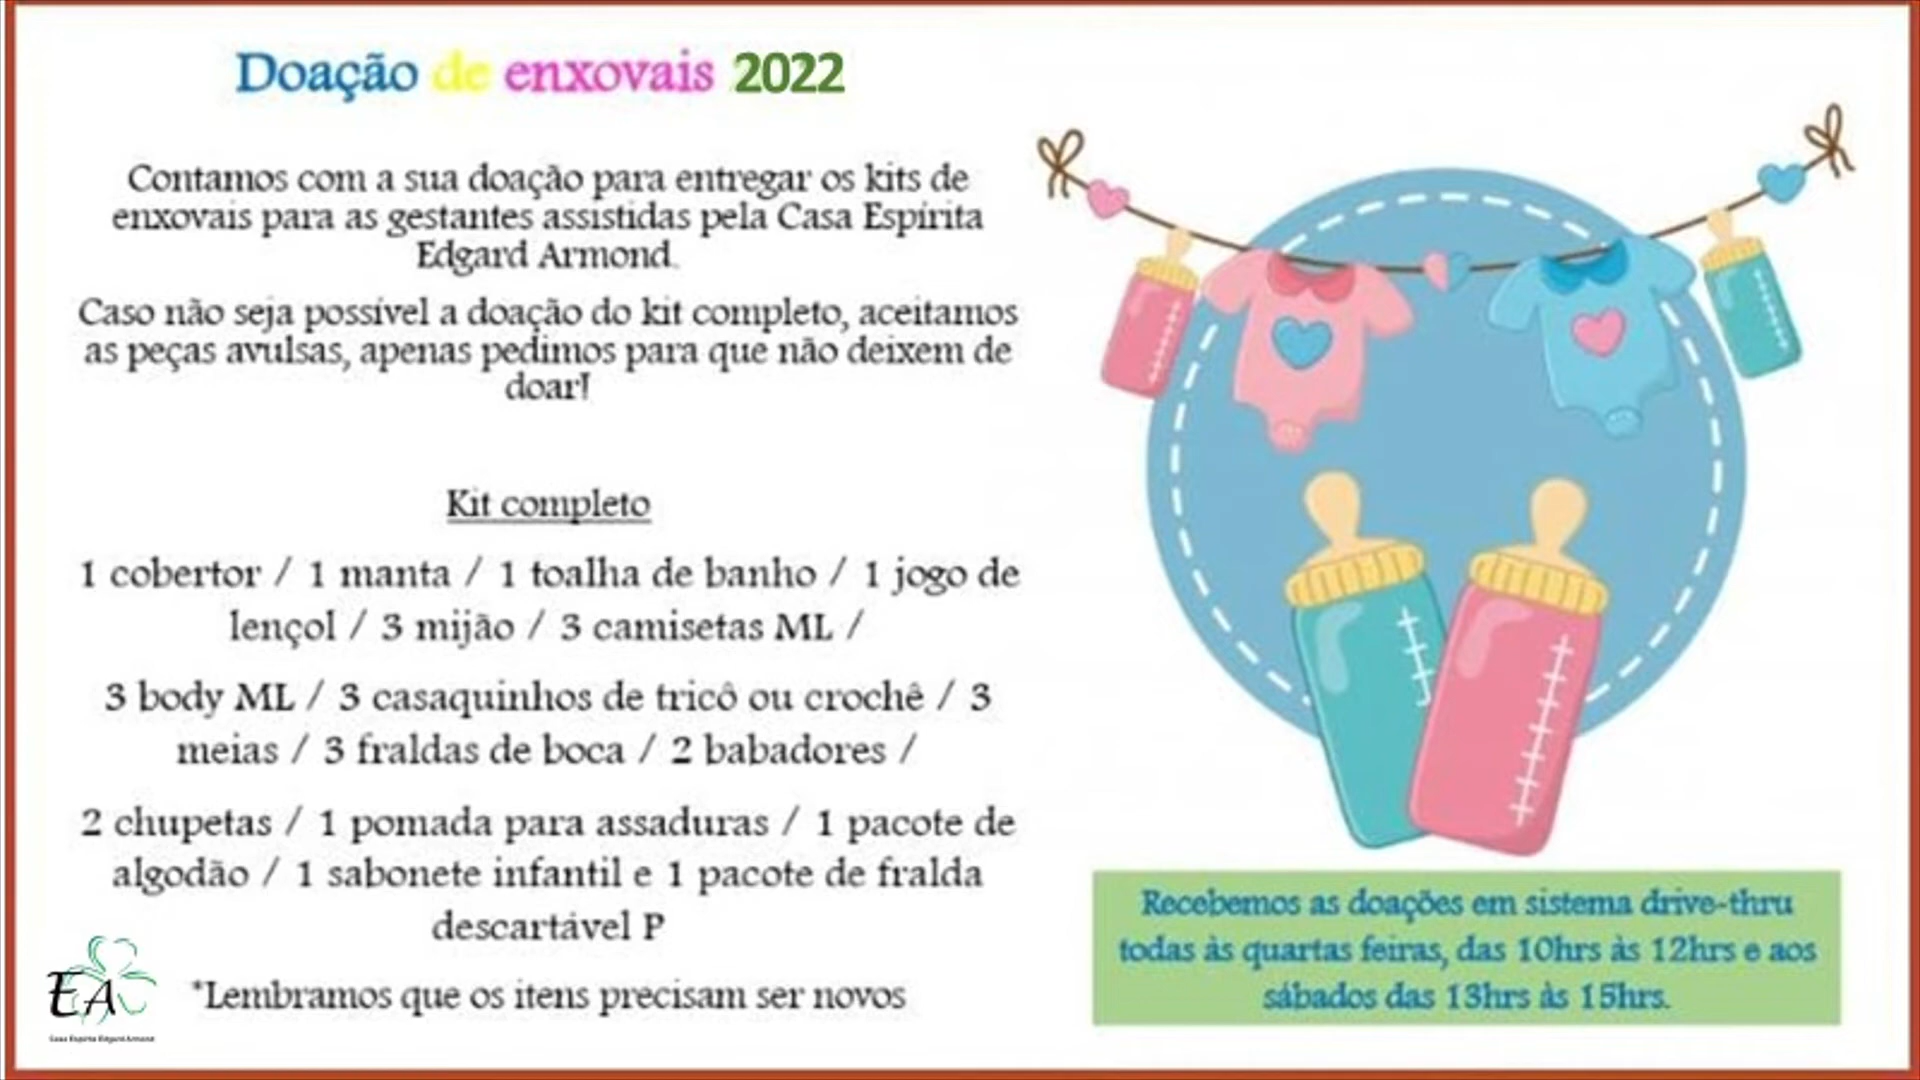 Doação de enxovais 2022
Contamos com a sua doação para entregar os kits de
enxovais para as gestantes assistidas pela Casa Espírita
Edgard Armond.
Caso não seja possível a doação do kit completo, aceitamos
as peças avulsas, apenas pedimos para que não deixem de
doar!
Kit completo
1 cobertor / 1 manta / 1 toalha de banho / 1 jogo de
lençol / 3 mijão / 3 camisetas ML /
3 body ML / 3 casaquinhos de tricô ou crochê / 3
meias / 3 fraldas de boca / 2 babadores /
2 chupetas / 1 pomada para assaduras / 1 pacote de
algodão / 1 sabonete infantil e 1 pacote de fralda
descartável P
*Lembramos que os itens precisam ser novos
EA
Casa Espírita Edgard Armond
Recebemos as doações em sistema drive-thru
todas às quartas feiras, das 10hrs às 12hrs e aos
sábados das 13hrs às 15hrs.